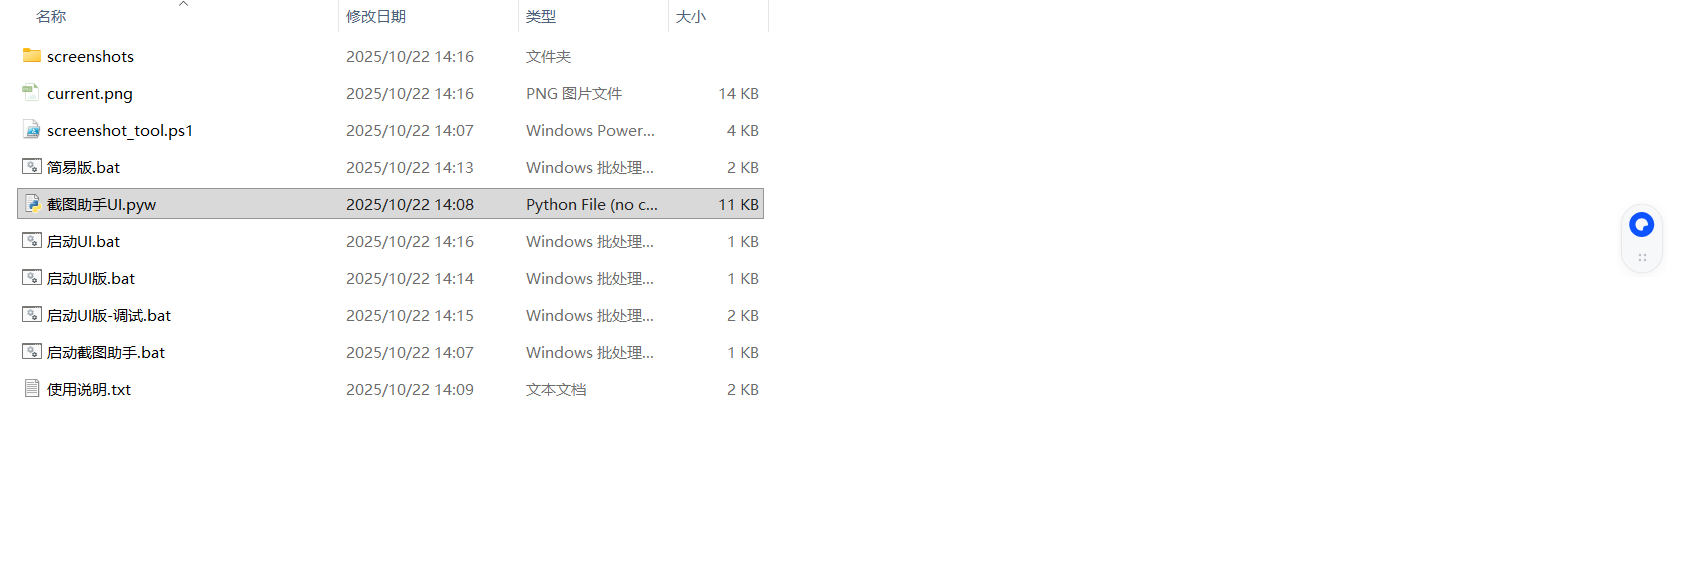 名称 修改日期 类型 大小
screenshots 2025/10/22 14:16 文件夹
current.png 2025/10/22 14:16 PNG 图片文件 14 KB
screenshot_tool.ps1 2025/10/22 14:07 Windows Power... 4 KB
简易版.bat 2025/10/22 14:13 Windows 批处理... 2 KB
截图助手UI.pyw 2025/10/22 14:08 Python File (no c... 11 KB
启动UI.bat 2025/10/22 14:16 Windows 批处理... 1 KB
启动UI版.bat 2025/10/22 14:14 Windows 批处理... 1 KB
启动UI版-调试.bat 2025/10/22 14:15 Windows 批处理... 2 KB
启动截图助手.bat 2025/10/22 14:07 Windows 批处理... 1 KB
使用说明.txt 2025/10/22 14:09 文本文档 2 KB